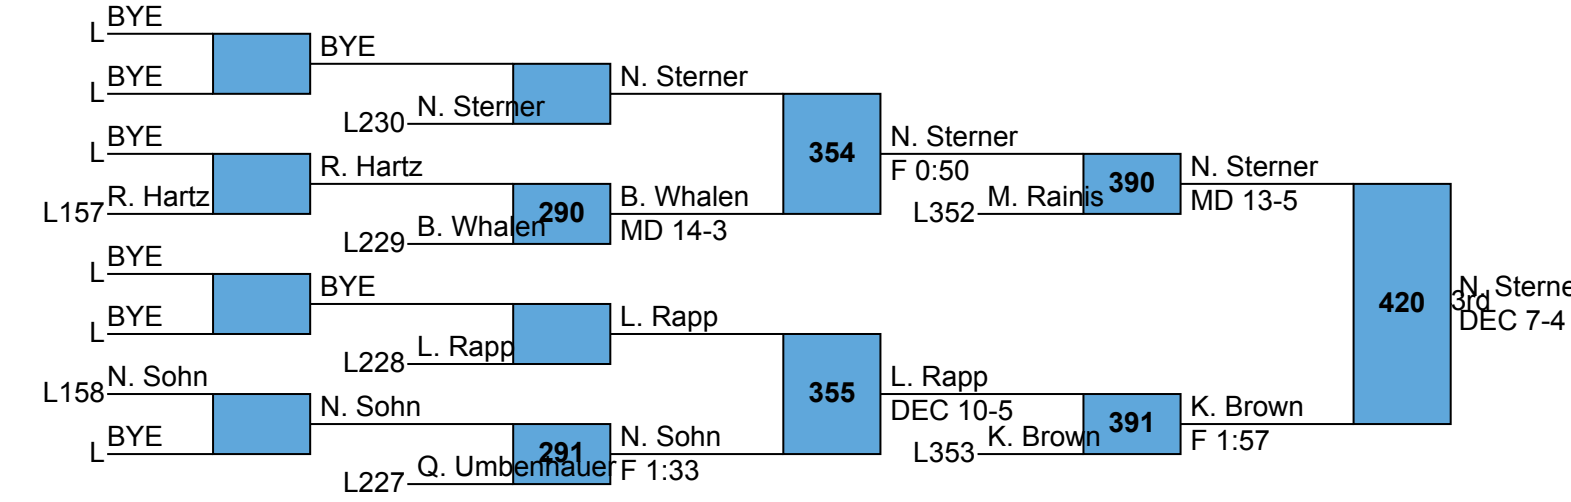 BYE
L
BYE
L
BYE
N. Sterner
L230
N. Sterner
BYE
L
R. Hartz
L157
R. Hartz
B. Whalen
L229
290
B. Whalen
MD 14-3
354
N. Sterner
F 0:50
M. Rainis
L352
390
N. Sterner
MD 13-5
BYE
L
BYE
L
BYE
L. Rapp
L228
L. Rapp
N. Sohn
L158
BYE
L
N. Sohn
Q. Umbenhauer
L227
291
N. Sohn
F 1:33
355
L. Rapp
DEC 10-5
K. Brown
L353
391
K. Brown
F 1:57
420
3rd
DEC 7-4